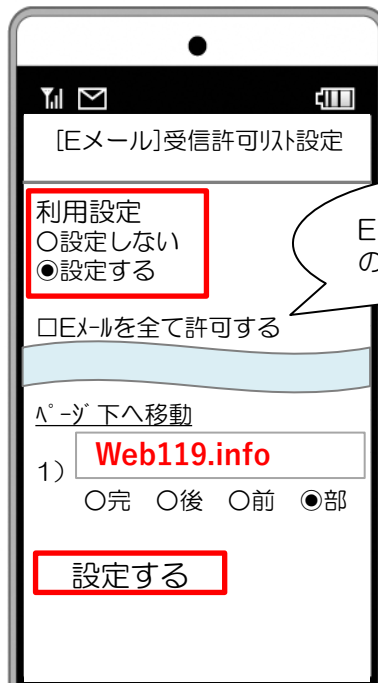 [Eメール]受信許可リスト設定
利用設定
○設定しない
◉設定する
E
の
□Eメールを全て許可する
ページ下へ移動
1) Web119.info
○完 ○後 ○前 ◉部
設定する